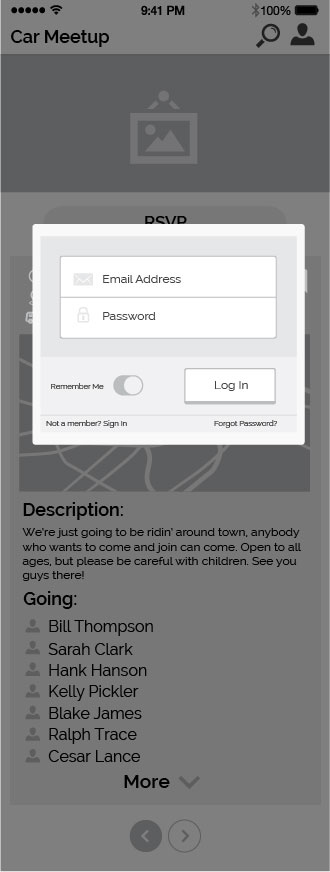 9:41 PM 100%
Car Meetup
RSVP
Email Address
Password
Remember Me
Log In
Not a member? Sign In Forgot Password?
Description:
We're just going to be ridin' around town, anybody
who wants to come and join can come. Open to all
ages, but please be careful with children. See you
guys there!
Going:
Bill Thompson
Sarah Clark
Hank Hanson
Kelly Pickler
Blake James
Ralph Trace
Cesar Lance
More